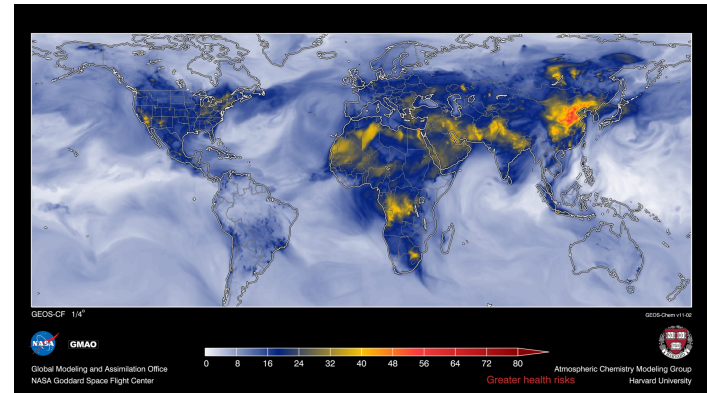 GEOS-CF 1/4°
GEOS-Chem v11-02
NASA
GMAO
0 8 16 24 32 40 48 56 64 72 80
Global Modeling and Assimilation Office
NASA Goddard Space Flight Center
Greater health risks
Atmospheric Chemistry Modeling Group
Harvard University